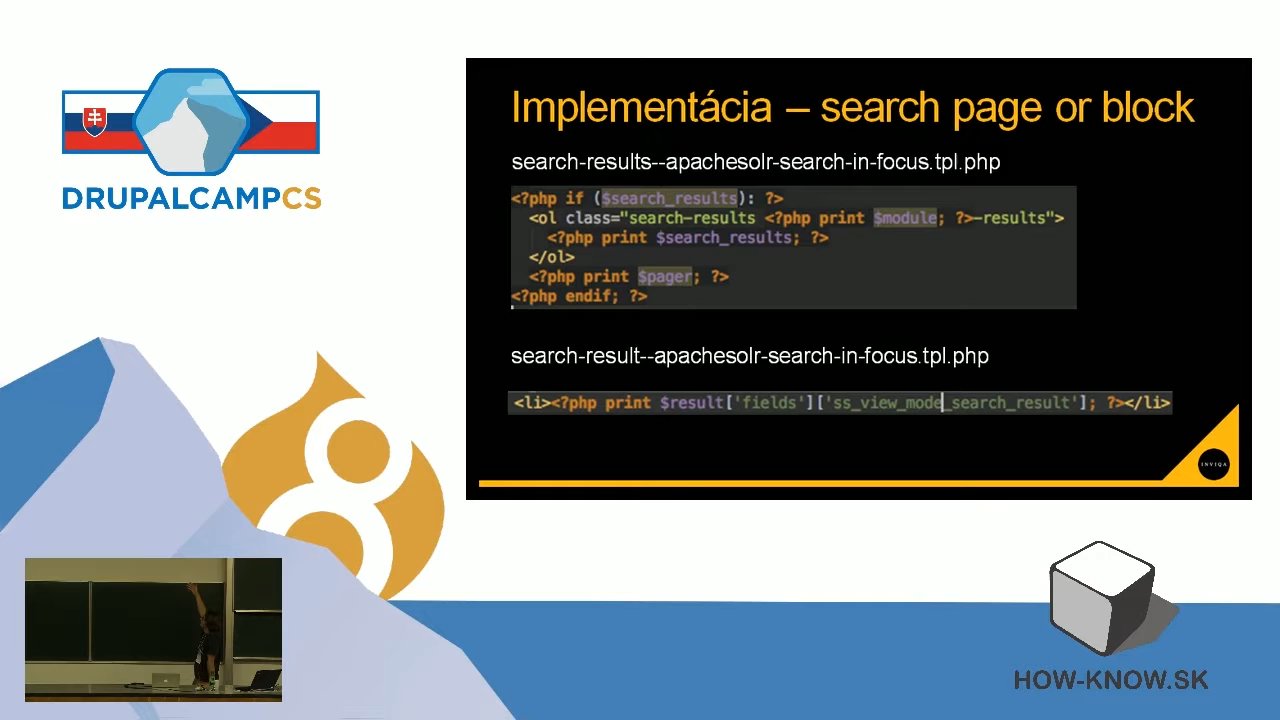 DRUPALCAMPCS
Implementácia – search page or block
search-results--apachesolr-search-in-focus.tpl.php
<?php if ($search_results): ?>
<ol class="search-results <?php print $module; ?>-results">
<?php print $search_results; ?>
</ol>
<?php print $pager; ?>
<?php endif; ?>
search-result--apachesolr-search-in-focus.tpl.php
<li><?php print $result['fields']['ss_view_mode_search_result']; ?></li>
INVIQA
HOW-KNOW.SK